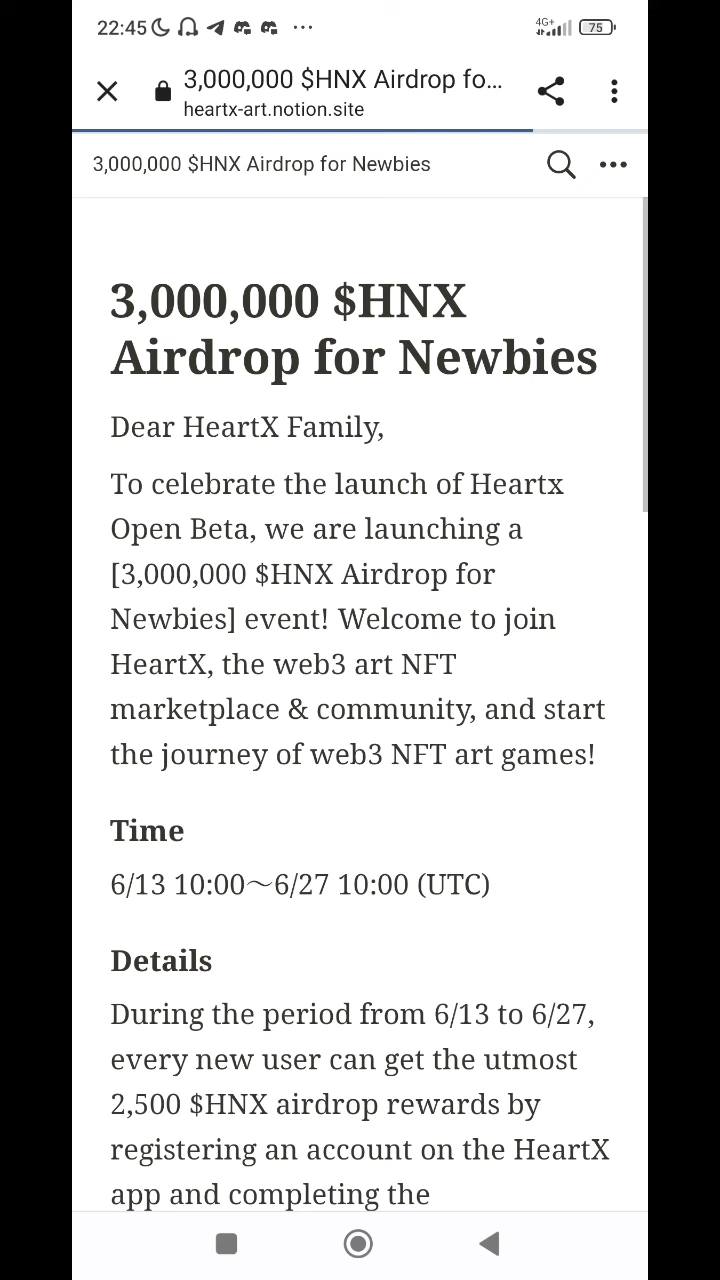 22:45
4G+
75
3,000,000 $HNX Airdrop fo...
heartx-art.notion.site
3,000,000 $HNX Airdrop for Newbies
3,000,000 $HNX
Airdrop for Newbies
Dear HeartX Family,
To celebrate the launch of Heartx
Open Beta, we are launching a
[3,000,000 $HNX Airdrop for
Newbies] event! Welcome to join
HeartX, the web3 art NFT
marketplace & community, and start
the journey of web3 NFT art games!
Time
6/13 10:00～6/27 10:00 (UTC)
Details
During the period from 6/13 to 6/27,
every new user can get the utmost
2,500 $HNX airdrop rewards by
registering an account on the HeartX
app and completing the